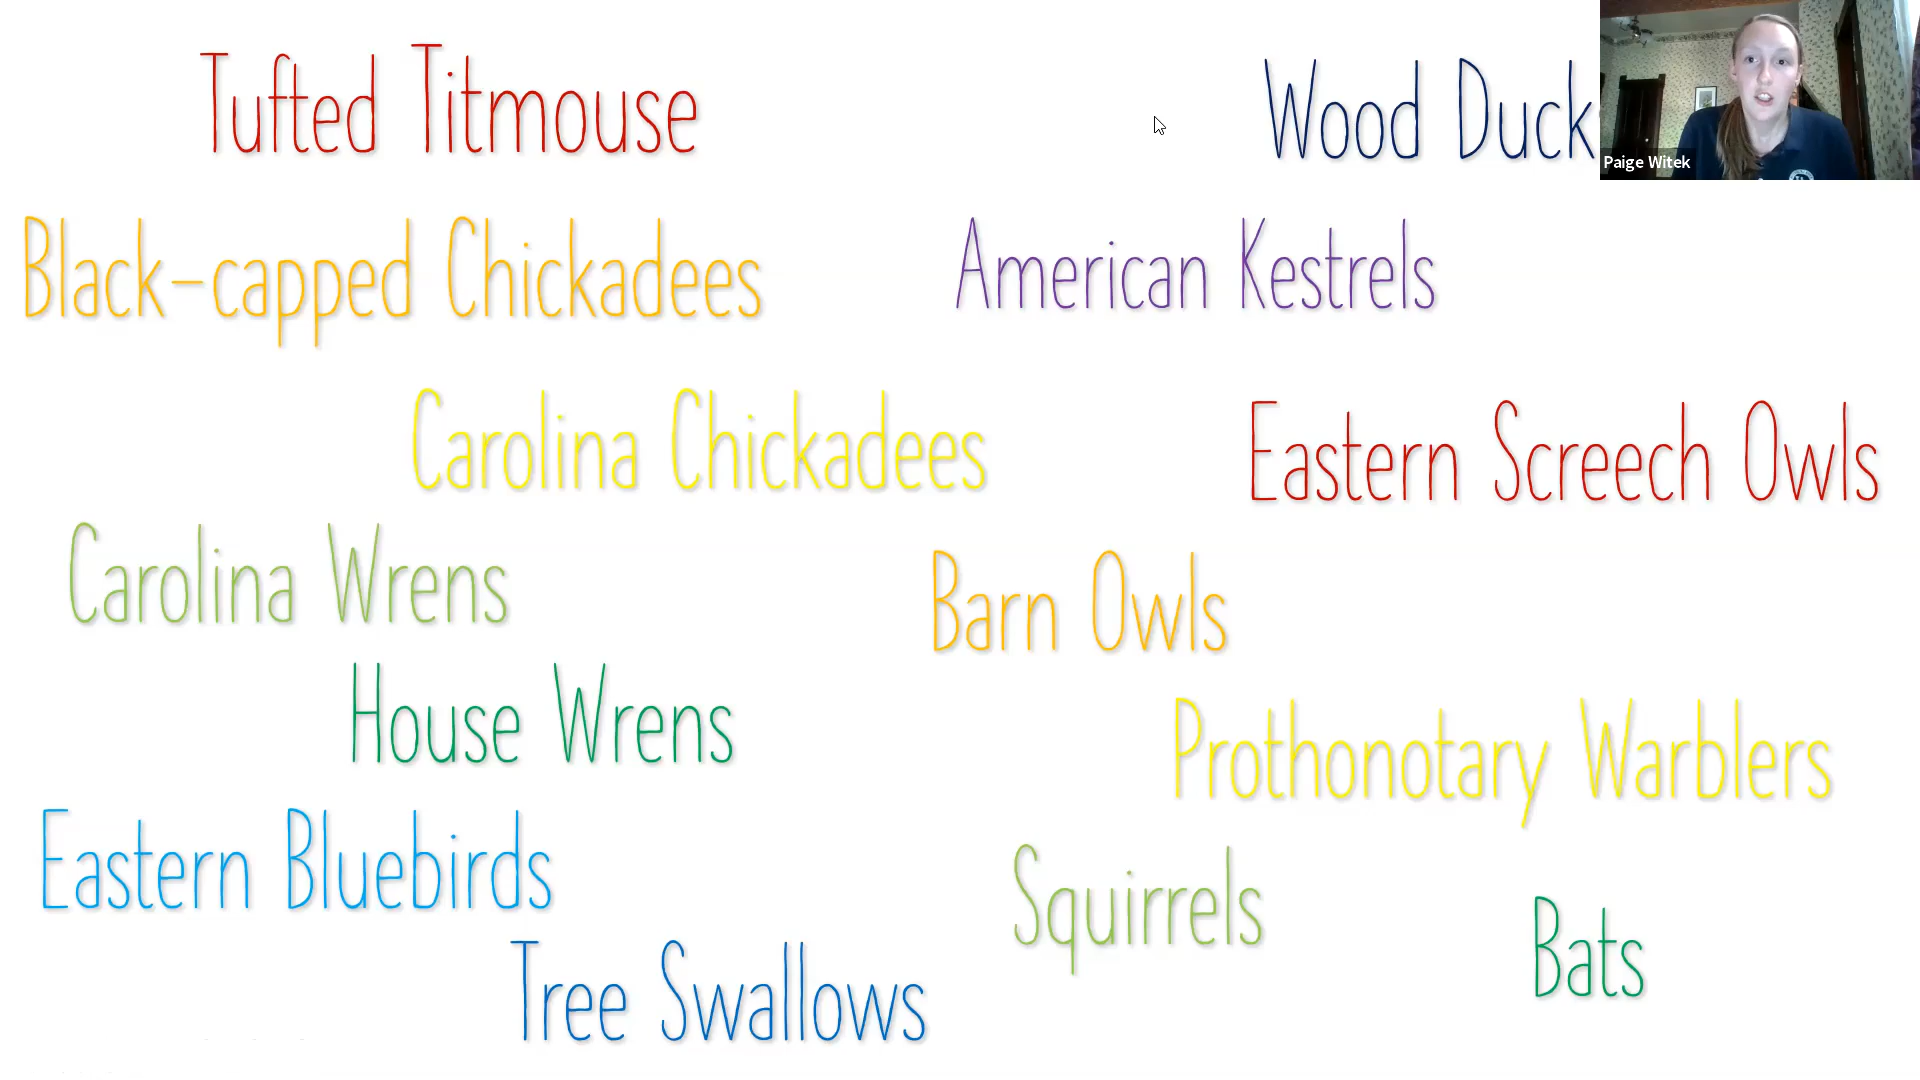 Tufted Titmouse
Wood Duck
Paige Witek
Black-capped Chickadees
American Kestrels
Carolina Chickadees
Eastern Screech Owls
Carolina Wrens
Barn Owls
House Wrens
Prothonotary Warblers
Eastern Bluebirds
Squirrels
Bats
Tree Swallows